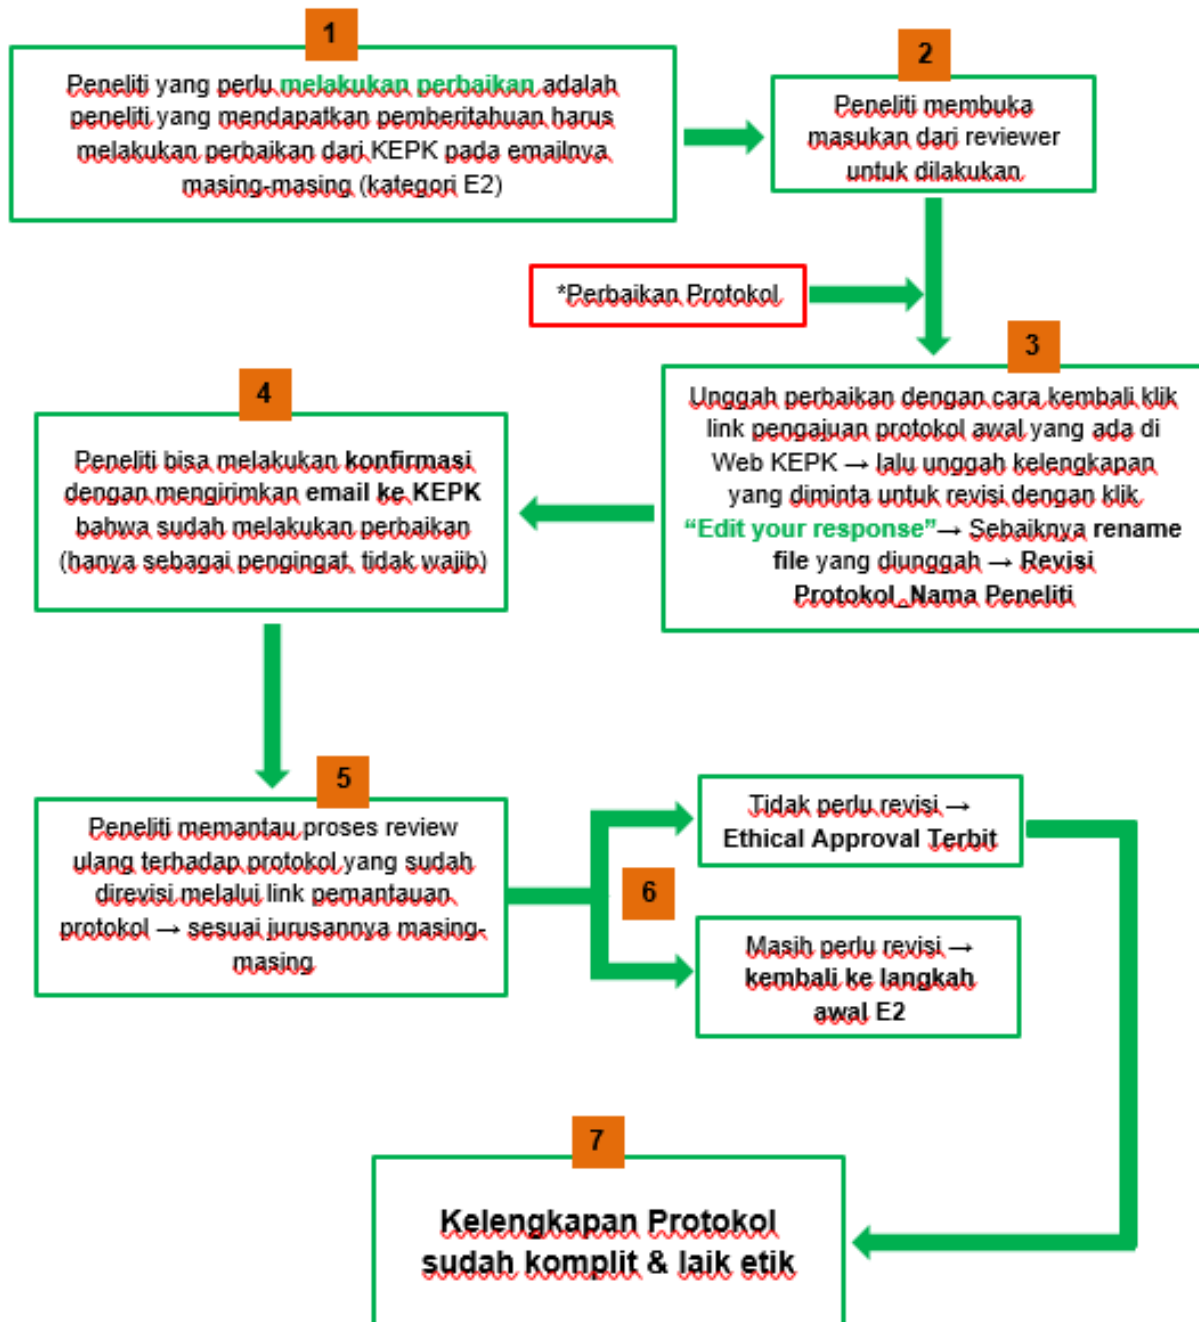 1
Peneliti yang perlu melakukan perbaikan adalah
peneliti yang mendapatkan pemberitahuan harus
melakukan perbaikan dari KEPK pada emailnya
masing-masing (kategori E2)
2
Peneliti membuka
masukan dari reviewer
untuk dilakukan
*Perbaikan Protokol
3
Unggah perbaikan dengan cara kembali klik
link pengajuan protokol awal yang ada di
Web KEPK → lalu unggah kelengkapan
yang diminta untuk revisi dengan klik
“Edit your response”→ Sebaiknya rename
file yang diunggah → Revisi
Protokol_Nama Peneliti
4
Peneliti bisa melakukan konfirmasi
dengan mengirimkan email ke KEPK
bahwa sudah melakukan perbaikan
(hanya sebagai pengingat, tidak wajib)
5
Peneliti memantau proses review
ulang terhadap protokol yang sudah
direvisi melalui link pemantauan
protokol → sesuai jurusannya masing-
masing
6
Tidak perlu revisi →
Ethical Approval Terbit
Masih perlu revisi →
kembali ke langkah
awal E2
7
Kelengkapan Protokol
sudah komplit & laik etik